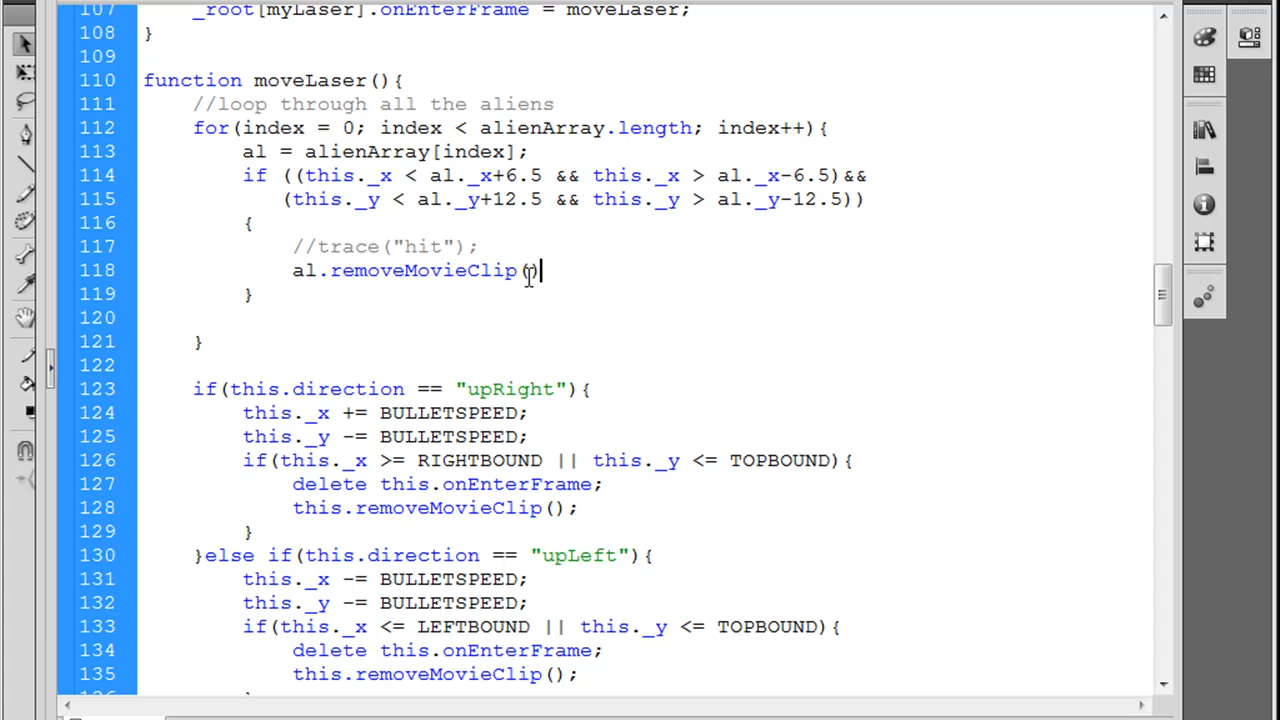 107 _root[myLaser].onEnterFrame = moveLaser;
108 }
109
110 function moveLaser(){
111 //loop through all the aliens
112 for(index = 0; index < alienArray.length; index++){
113 al = alienArray[index];
114 if ((this._x < al._x+6.5 && this._x > al._x-6.5)&&
115 (this._y < al._y+12.5 && this._y > al._y-12.5))
116 {
117 //trace("hit");
118 al.removeMovieClip()
119 }
120
121 }
122
123 if(this.direction == "upRight"){
124 this._x += BULLETSPEED;
125 this._y -= BULLETSPEED;
126 if(this._x >= RIGHTBOUND || this._y <= TOPBOUND){
127 delete this.onEnterFrame;
128 this.removeMovieClip();
129 }
130 }else if(this.direction == "upLeft"){
131 this._x -= BULLETSPEED;
132 this._y -= BULLETSPEED;
133 if(this._x <= LEFTBOUND || this._y <= TOPBOUND){
134 delete this.onEnterFrame;
135 this.removeMovieClip();